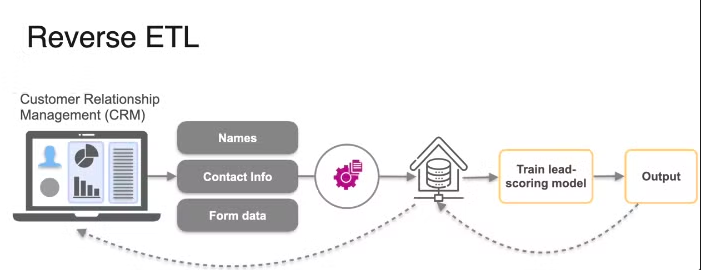 Reverse ETL
Customer Relationship
Management (CRM)
Names
Contact Info
Form data
Train lead-
scoring model
Output